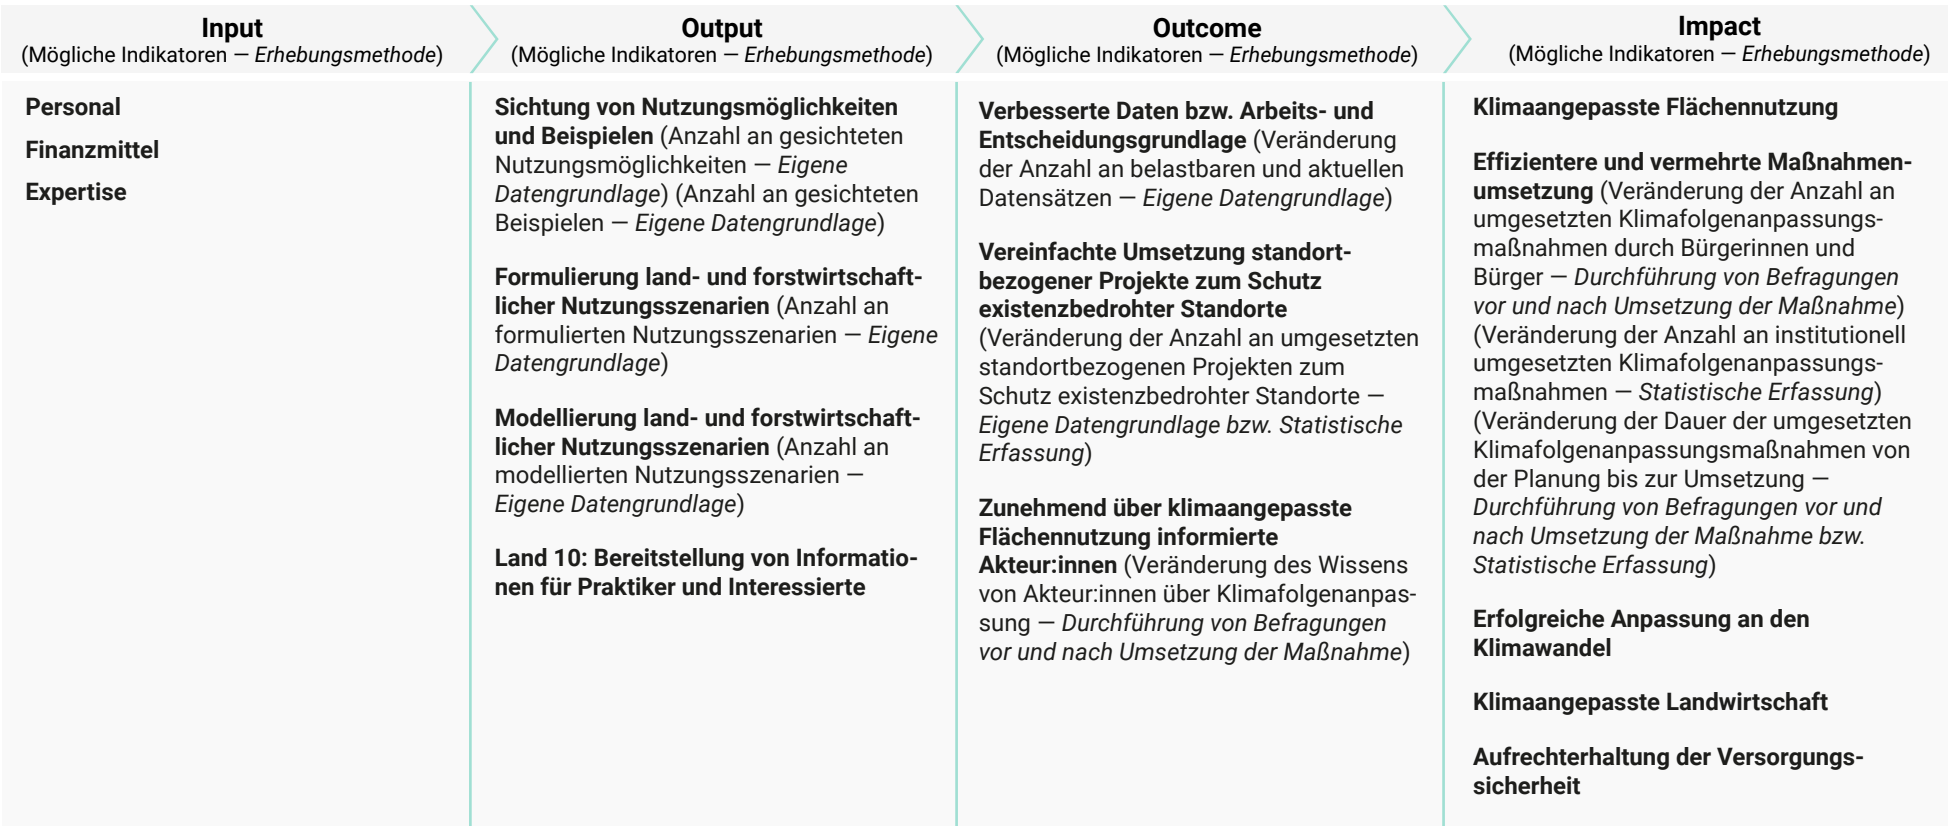 Input
(Mögliche Indikatoren — Erhebungsmethode)
Output
(Mögliche Indikatoren — Erhebungsmethode)
Outcome
(Mögliche Indikatoren — Erhebungsmethode)
Impact
(Mögliche Indikatoren — Erhebungsmethode)
Personal
Finanzmittel
Expertise
Sichtung von Nutzungsmöglichkeiten
und Beispielen (Anzahl an gesichteten
Nutzungsmöglichkeiten — Eigene
Datengrundlage) (Anzahl an gesichteten
Beispielen — Eigene Datengrundlage)
Formulierung land- und forstwirtschaft-
licher Nutzungsszenarien (Anzahl an
formulierten Nutzungsszenarien — Eigene
Datengrundlage)
Modellierung land- und forstwirtschaft-
licher Nutzungsszenarien (Anzahl an
modellierten Nutzungsszenarien —
Eigene Datengrundlage)
Land 10: Bereitstellung von Informatio-
nen für Praktiker und Interessierte
Verbesserte Daten bzw. Arbeits- und
Entscheidungsgrundlage (Veränderung
der Anzahl an belastbaren und aktuellen
Datensätzen — Eigene Datengrundlage)
Vereinfachte Umsetzung standort-
bezogener Projekte zum Schutz
existenzbedrohter Standorte
(Veränderung der Anzahl an umgesetzten
standortbezogenen Projekten zum
Schutz existenzbedrohter Standorte —
Eigene Datengrundlage bzw. Statistische
Erfassung)
Zunehmend über klimaangepasste
Flächennutzung informierte
Akteur:innen (Veränderung des Wissens
von Akteur:innen über Klimafolgenanpas-
sung — Durchführung von Befragungen
vor und nach Umsetzung der Maßnahme)
Klimaangepasste Flächennutzung
Effizientere und vermehrte Maßnahmen-
umsetzung (Veränderung der Anzahl an
umgesetzten Klimafolgenanpassungs-
maßnahmen durch Bürgerinnen und
Bürger — Durchführung von Befragungen
vor und nach Umsetzung der Maßnahme)
(Veränderung der Anzahl an institutionell
umgesetzten Klimafolgenanpassungs-
maßnahmen — Statistische Erfassung)
(Veränderung der Dauer der umgesetzten
Klimafolgenanpassungsmaßnahmen von
der Planung bis zur Umsetzung —
Durchführung von Befragungen vor und
nach Umsetzung der Maßnahme bzw.
Statistische Erfassung)
Erfolgreiche Anpassung an den
Klimawandel
Klimaangepasste Landwirtschaft
Aufrechterhaltung der Versorgungs-
sicherheit